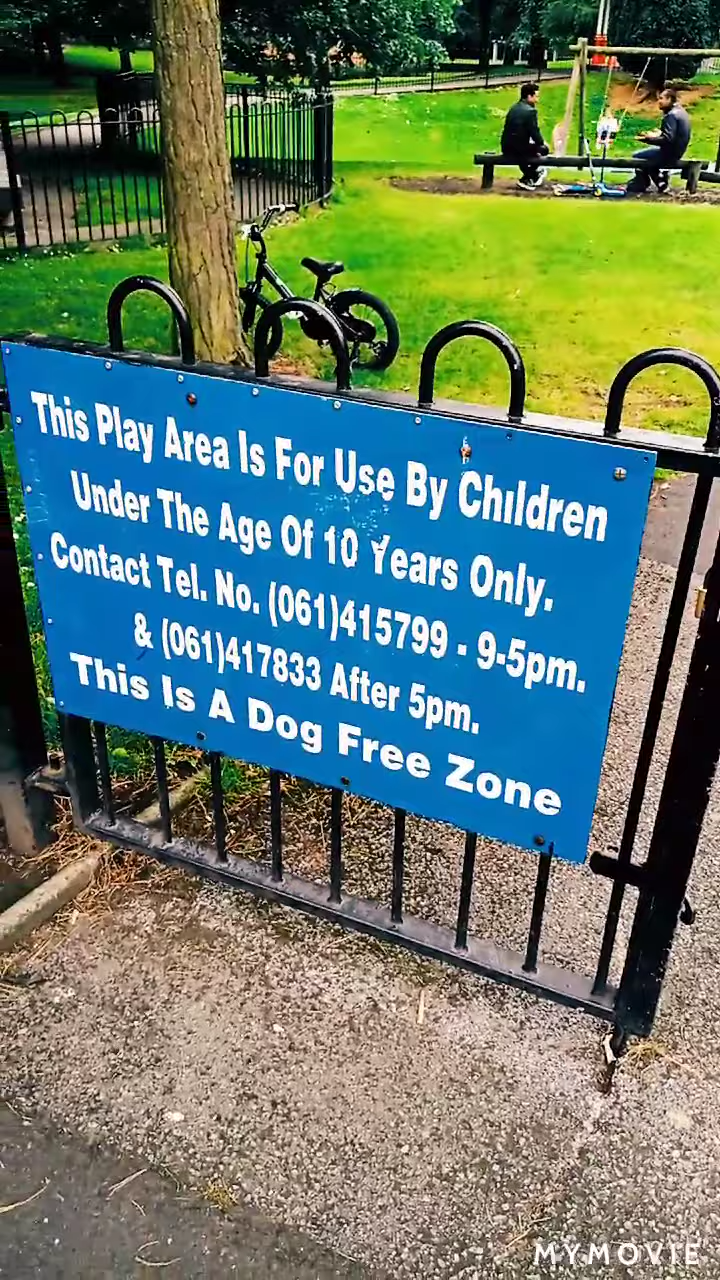 This Play Area Is For Use By Children
Under The Age Of 10 Years Only.
Contact Tel. No. (061)415799 - 9-5pm.
& (061)417833 After 5pm.
This Is A Dog Free Zone
MYMOVIE